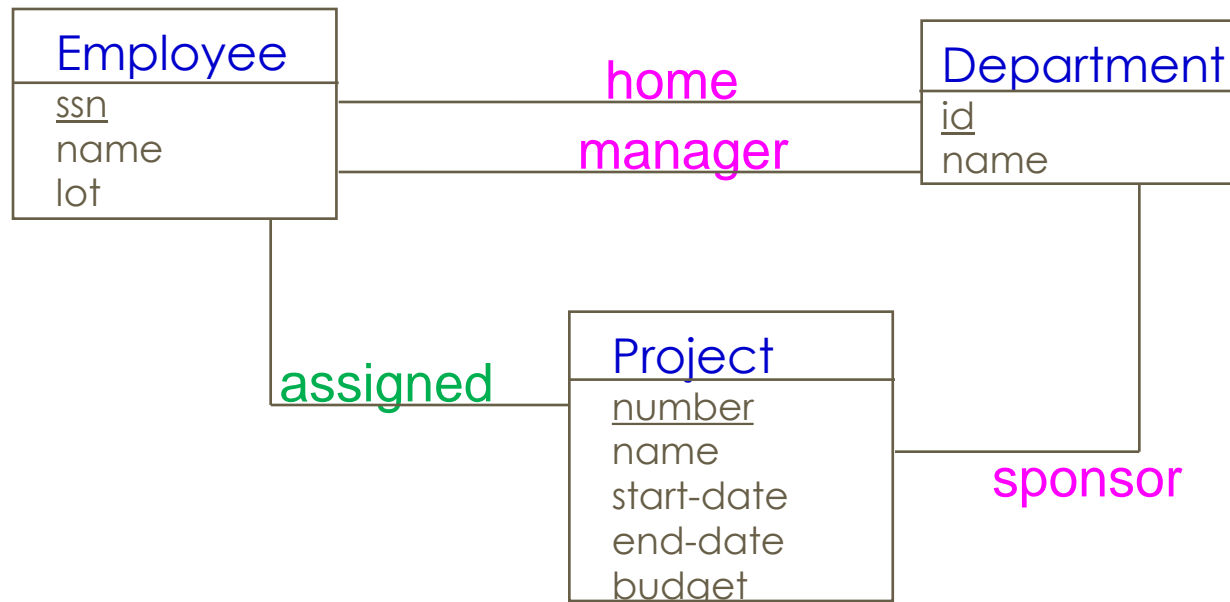 Employee
ssn
name
lot
home
manager
Department
id
name
assigned
Project
number
name
start-date
end-date
budget
sponsor